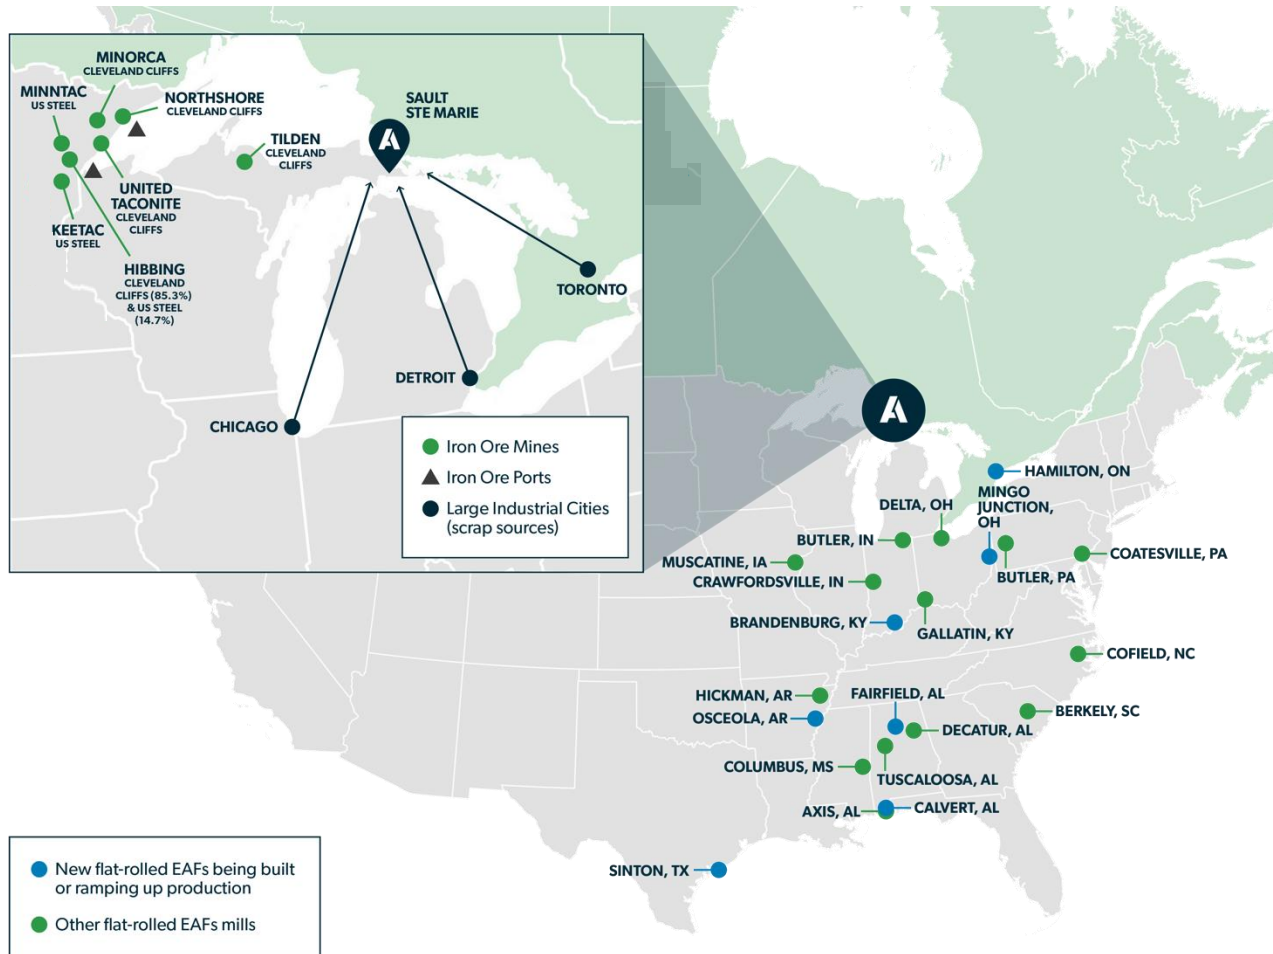 MINORCA
CLEVELAND CLIFFS
MINNTAC
US STEEL
NORTHSHORE
CLEVELAND CLIFFS
SAULT
STE MARIE
TILDEN
CLEVELAND
CLIFFS
UNITED
TACONITE
CLEVELAND
CLIFFS
KEETAC
US STEEL
HIBBING
CLEVELAND
CLIFFS (85.3%)
& US STEEL
(14.7%)
TORONTO
DETROIT
CHICAGO
Iron Ore Mines
Iron Ore Ports
Large Industrial Cities
(scrap sources)
HAMILTON, ON
MINGO
JUNCTION,
OH
DELTA, OH
BUTLER, IN
MUSCATINE, IA
CRAWFORDSVILLE, IN
COATESVILLE, PA
BUTLER, PA
BRANDENBURG, KY
GALLATIN, KY
COFIELD, NC
HICKMAN, AR
FAIRFIELD, AL
OSCEOLA, AR
BERKELY, SC
DECATUR, AL
COLUMBUS, MS
TUSCALOOSA, AL
AXIS, AL
CALVERT, AL
SINTON, TX
New flat-rolled EAFs being built
or ramping up production
Other flat-rolled EAFs mills